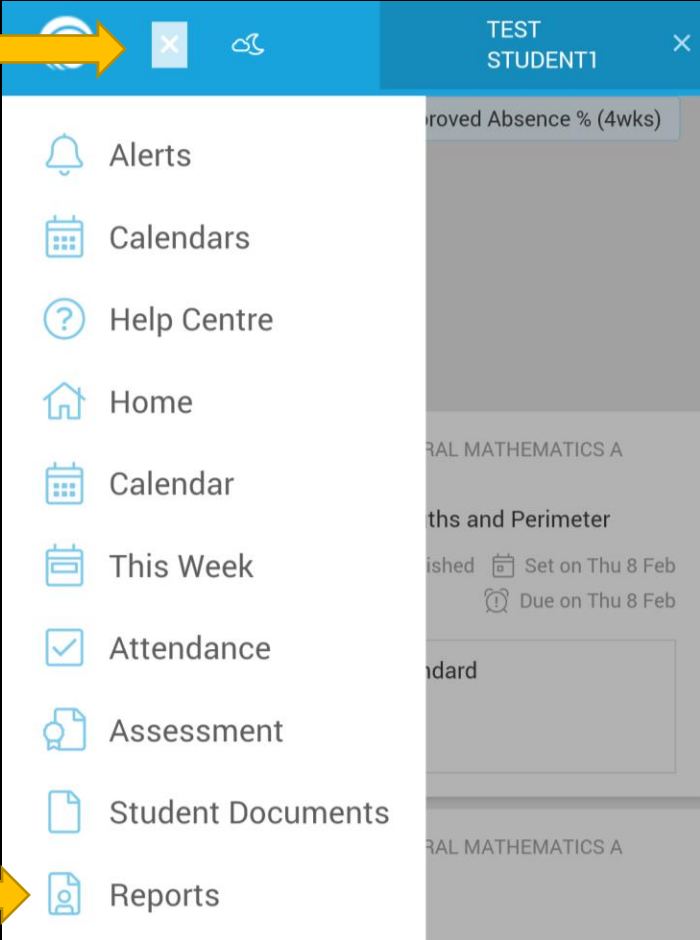 TEST
STUDENT1
roved Absence % (4wks)
Alerts
Calendars
Help Centre
Home
RAL MATHEMATICS A
Calendar
ths and Perimeter
This Week
ished Set on Thu 8 Feb
Due on Thu 8 Feb
Attendance
ndard
Assessment
Student Documents
RAL MATHEMATICS A
Reports